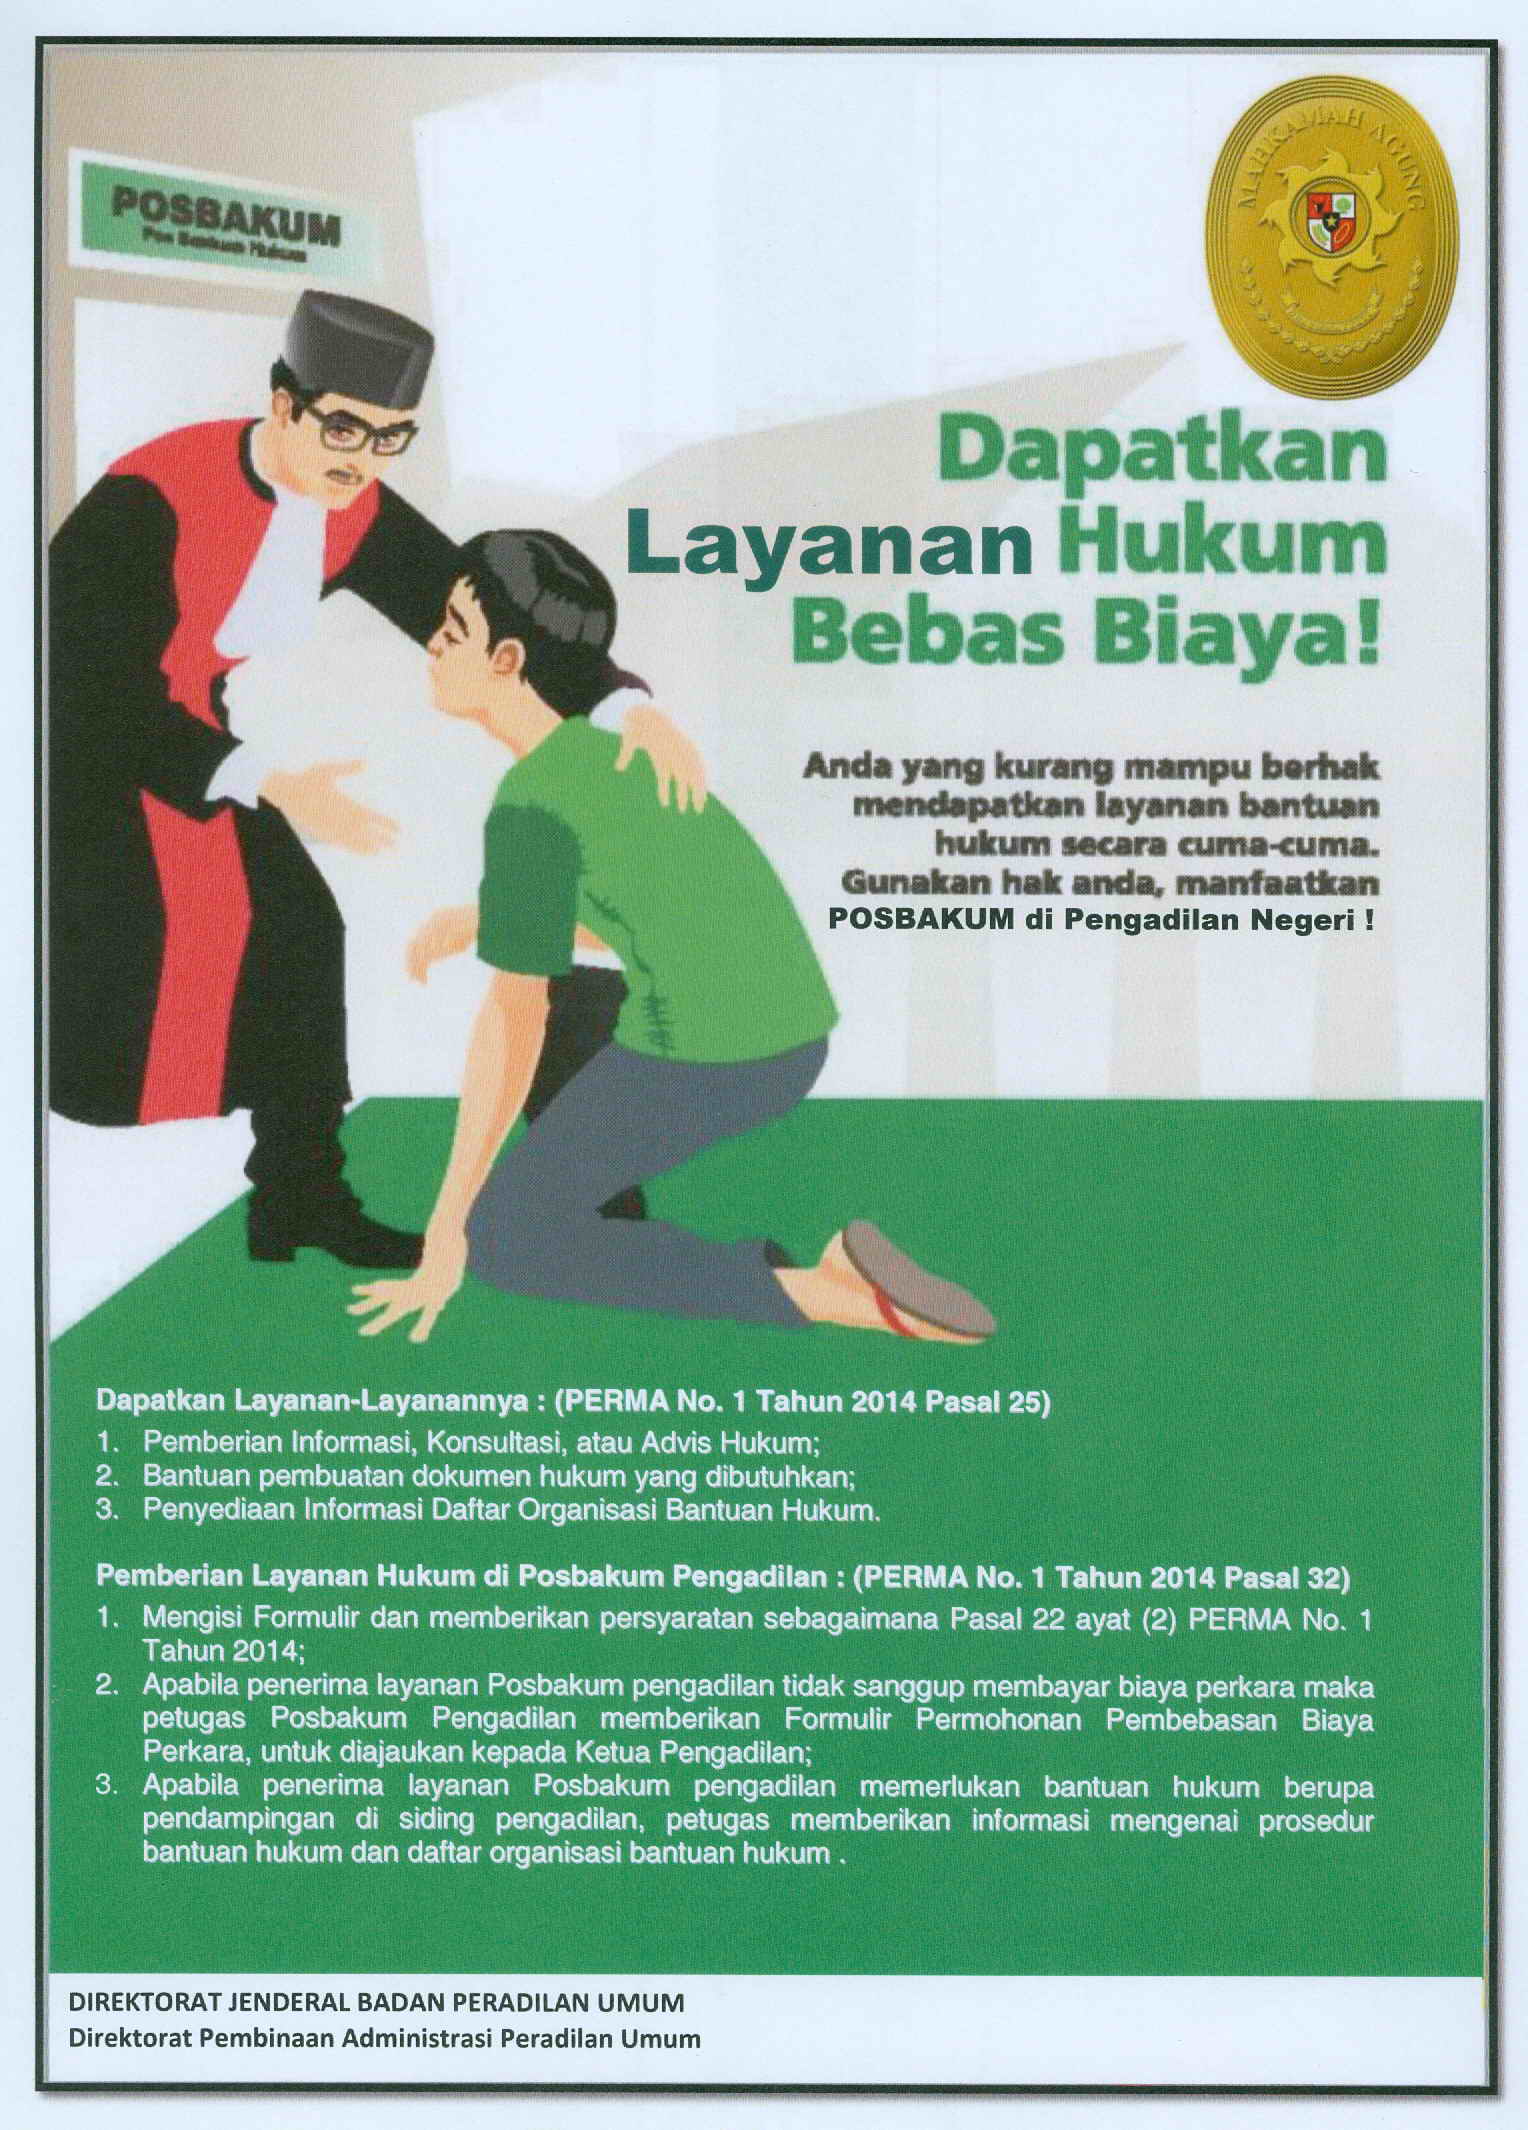 POSBAKUM
Pos Bantuan Hukum
MAHKAMAH AGUNG
Dapatkan
Layanan Hukum
Bebas Biaya!
Anda yang kurang mampu berhak
mendapatkan layanan bantuan
hukum secara cuma-cuma.
Gunakan hak anda, manfaatkan
POSBAKUM di Pengadilan Negeri !
Dapatkan Layanan-Layanannya : (PERMA No. 1 Tahun 2014 Pasal 25)
1. Pemberian Informasi, Konsultasi, atau Advis Hukum;
2. Bantuan pembuatan dokumen hukum yang dibutuhkan;
3. Penyediaan Informasi Daftar Organisasi Bantuan Hukum.
Pemberian Layanan Hukum di Posbakum Pengadilan : (PERMA No. 1 Tahun 2014 Pasal 32)
1. Mengisi Formulir dan memberikan persyaratan sebagaimana Pasal 22 ayat (2) PERMA No. 1
Tahun 2014;
2. Apabila penerima layanan Posbakum pengadilan tidak sanggup membayar biaya perkara maka
petugas Posbakum Pengadilan memberikan Formulir Permohonan Pembebasan Biaya
Perkara, untuk diajaukan kepada Ketua Pengadilan;
3. Apabila penerima layanan Posbakum pengadilan memerlukan bantuan hukum berupa
pendampingan di siding pengadilan, petugas memberikan informasi mengenai prosedur
bantuan hukum dan daftar organisasi bantuan hukum .
DIREKTORAT JENDERAL BADAN PERADILAN UMUM
Direktorat Pembinaan Administrasi Peradilan Umum